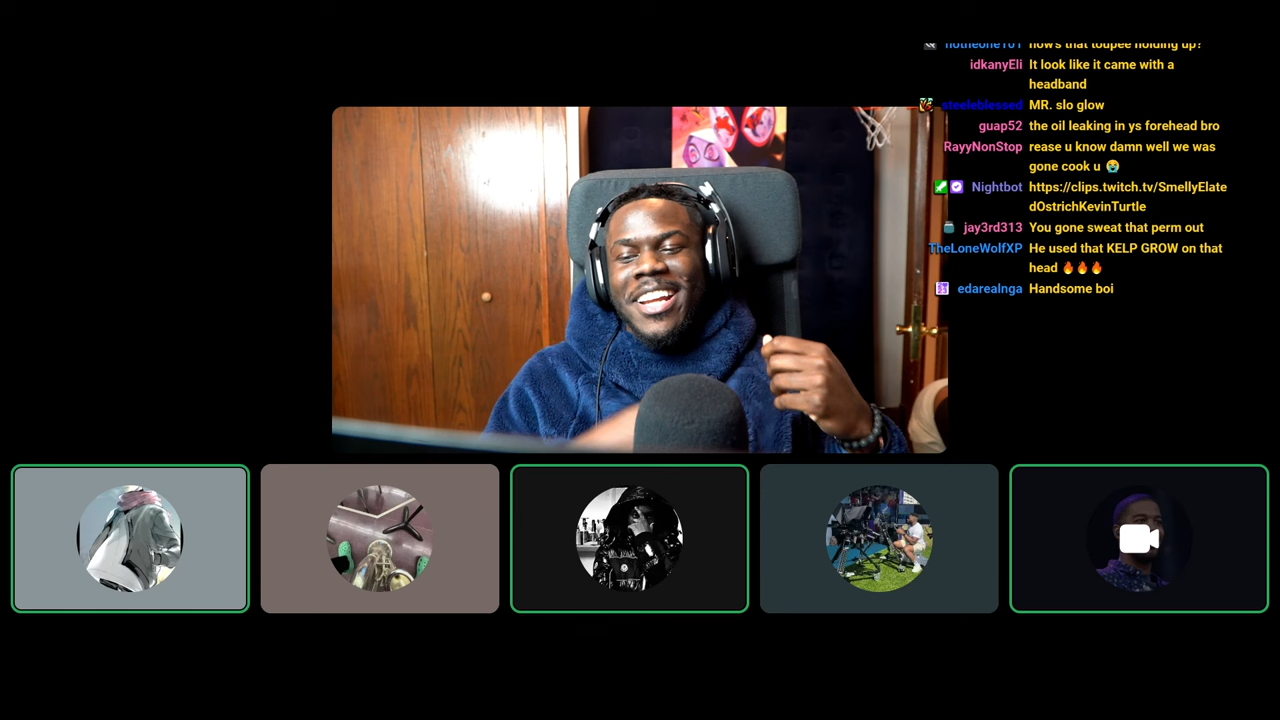 notheone101 how's that toupee holding up?
idkanyEli It look like it came with a
headband
steeleblessed MR. slo glow
guap52 the oil leaking in ys forehead bro
RayyNonStop rease u know damn well we was
gone cook u 😭
Nightbot https://clips.twitch.tv/SmellyElate
dOstrichKevinTurtle
jay3rd313 You gone sweat that perm out
TheLoneWolfXP He used that KELP GROW on that
head 🔥🔥🔥
edarealnga Handsome boi